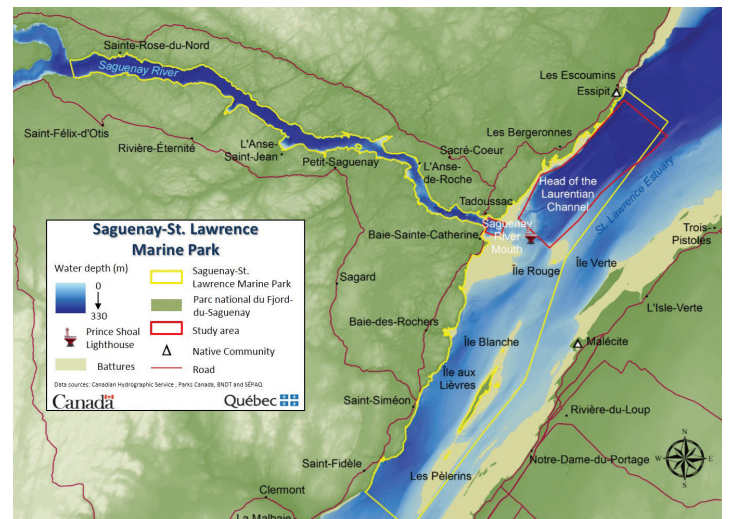 Sainte-Rose-du-Nord
Saguenay River
Les Escoumins
Essipit
Saint-Félix-d'Otis
Rivière-Éternité
L'Anse-
Saint-Jean
Petit-Saguenay
Sacré-Coeur
Les Bergeronnes
L'Anse-
de-Roche
Head of the
Laurentian
Channel
St. Lawrence Estuary
Tadoussac
Saguenay
River
Mouth
Baie-Sainte-Catherine
Trois-
Pistoles
Île Rouge
Île Verte
Sagard
L'Isle-Verte
Baie-des-Rochers
Île Blanche
Malécite
Île aux
Lièvres
Saint-Siméon
Rivière-du-Loup
Saint-Fidèle
Les Pèlerins
Notre-Dame-du-Portage
Clermont
La Malbaie
N
W
E
S
Saguenay-St. Lawrence
Marine Park
Water depth (m)
0
330
Prince Shoal
Lighthouse
Battures
Saguenay-St.
Lawrence Marine Park
Parc national du Fjord-
du-Saguenay
Study area
Native Community
Road
Data sources: Canadian Hydrographic Service , Parks Canada, BNDT and SÉPAQ
Canada
Québec